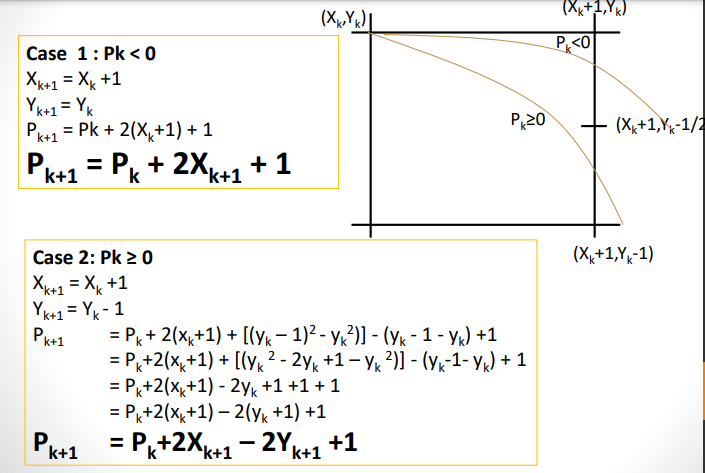 Case 1 : Pk < 0
Xₖ₊₁ = Xₖ +1
Yₖ₊₁ = Yₖ
Pₖ₊₁ = Pk + 2(Xₖ+1) + 1
Pₖ₊₁ = Pₖ + 2Xₖ₊₁ + 1
(Xₖ,Yₖ)
(Xₖ+1,Yₖ)
Pₖ<0
Pₖ≥0
(Xₖ+1,Yₖ-1/2
(Xₖ+1,Yₖ-1)
Case 2: Pk ≥ 0
Xₖ₊₁ = Xₖ +1
Yₖ₊₁ = Yₖ - 1
Pₖ₊₁ = Pₖ + 2(xₖ+1) + [(yₖ – 1)² - yₖ²)] - (yₖ - 1 - yₖ) +1
= Pₖ+2(xₖ+1) + [(yₖ ² - 2yₖ +1 – yₖ ²)] - (yₖ-1- yₖ) + 1
= Pₖ+2(xₖ+1) - 2yₖ +1 +1 + 1
= Pₖ+2(xₖ+1) – 2(yₖ +1) +1
Pₖ₊₁ = Pₖ+2Xₖ₊₁ – 2Yₖ₊₁ +1